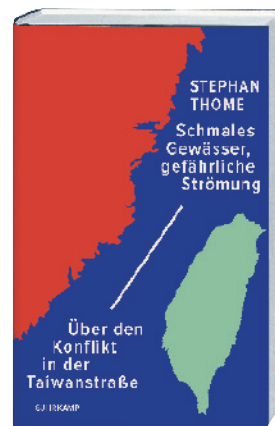 STEPHAN
THOME
Schmales
Gewässer,
gefährliche
Strömung
Über den
Konflikt
in der
Taiwanstraße
SUHRKAMP